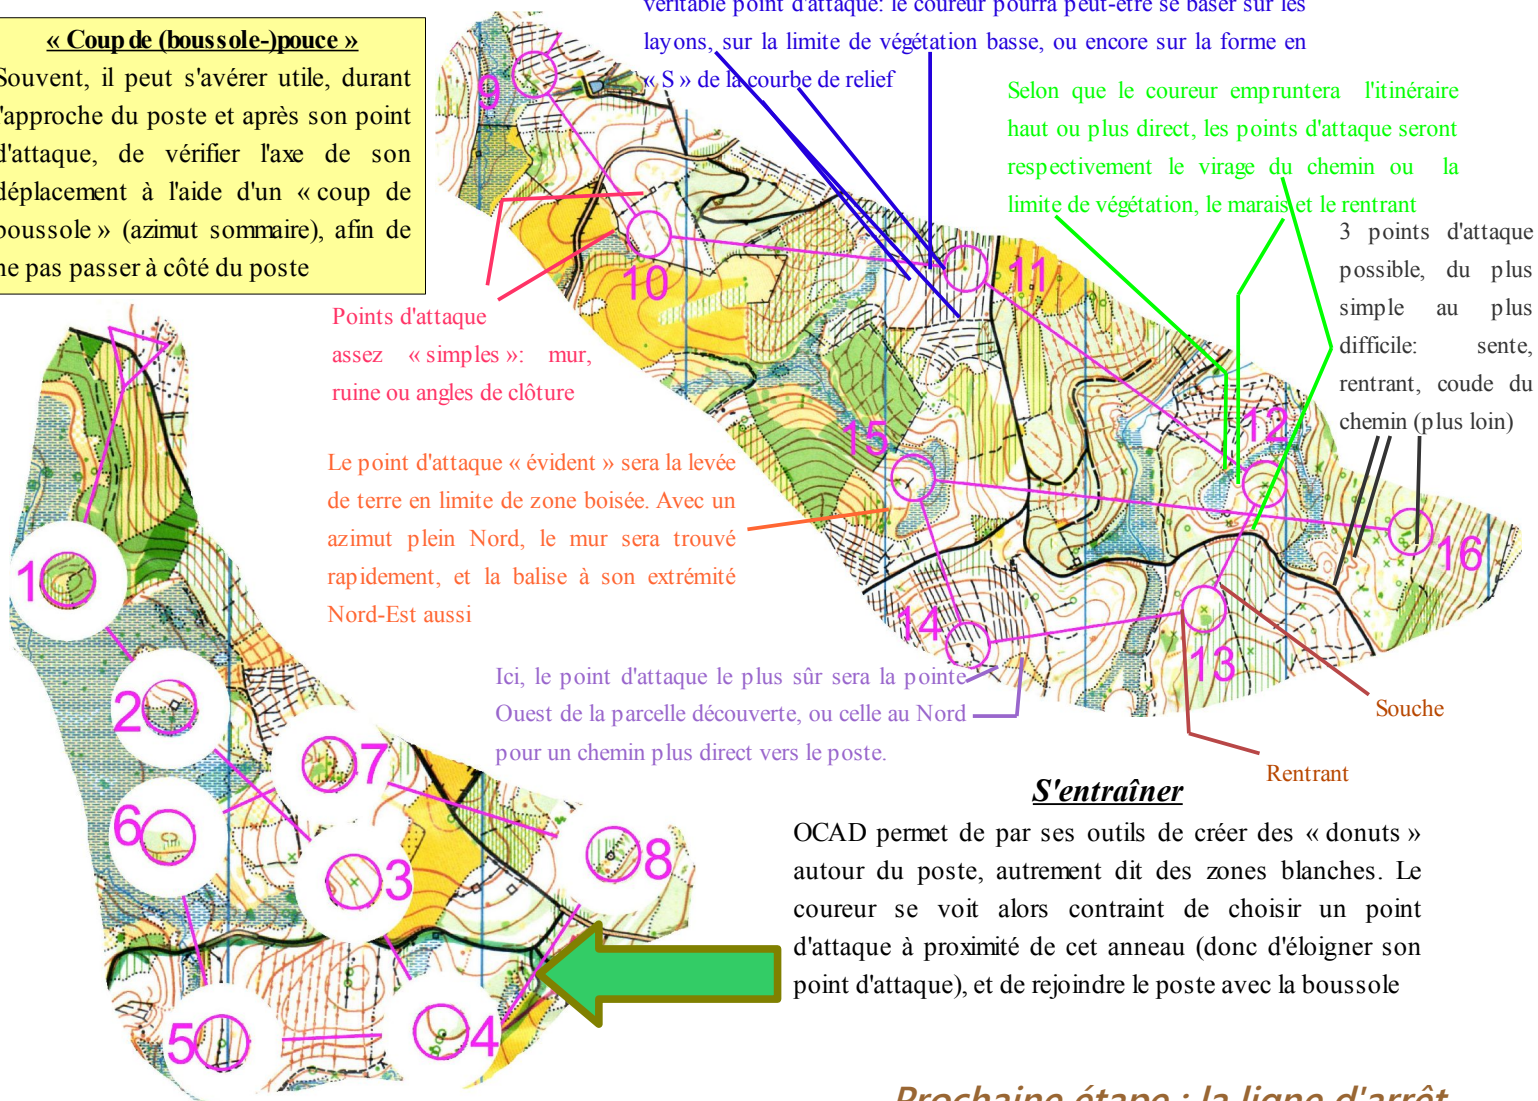 « Coup de (boussole-)pouce »
Souvent, il peut s'avérer utile, durant
l'approche du poste et après son point
d'attaque, de vérifier l'axe de son
déplacement à l'aide d'un « coup de
boussole » (azimut sommaire), afin de
ne pas passer à côté du poste
véritable point d'attaque: le coureur pourra peut-être se baser sur les
layons, sur la limite de végétation basse, ou encore sur la forme en
« S » de la courbe de relief
Selon que le coureur empruntera l'itinéraire
haut ou plus direct, les points d'attaque seront
respectivement le virage du chemin ou la
limite de végétation, le marais et le rentrant
3 points d'attaque
possible, du plus
simple au plus
difficile: sente,
rentrant, coude du
chemin (plus loin)
Points d'attaque
assez « simples »: mur,
ruine ou angles de clôture
Le point d'attaque « évident » sera la levée
de terre en limite de zone boisée. Avec un
azimut plein Nord, le mur sera trouvé
rapidement, et la balise à son extrémité
Nord-Est aussi
Ici, le point d'attaque le plus sûr sera la pointe
Ouest de la parcelle découverte, ou celle au Nord
pour un chemin plus direct vers le poste.
Souche
Rentrant
9
10
11
12
15
16
14
13
1
2
7
6
3
8
5
4
S'entraîner
OCAD permet de par ses outils de créer des « donuts »
autour du poste, autrement dit des zones blanches. Le
coureur se voit alors contraint de choisir un point
d'attaque à proximité de cet anneau (donc d'éloigner son
point d'attaque), et de rejoindre le poste avec la boussole
Prochaine étape : la ligne d'arrêt